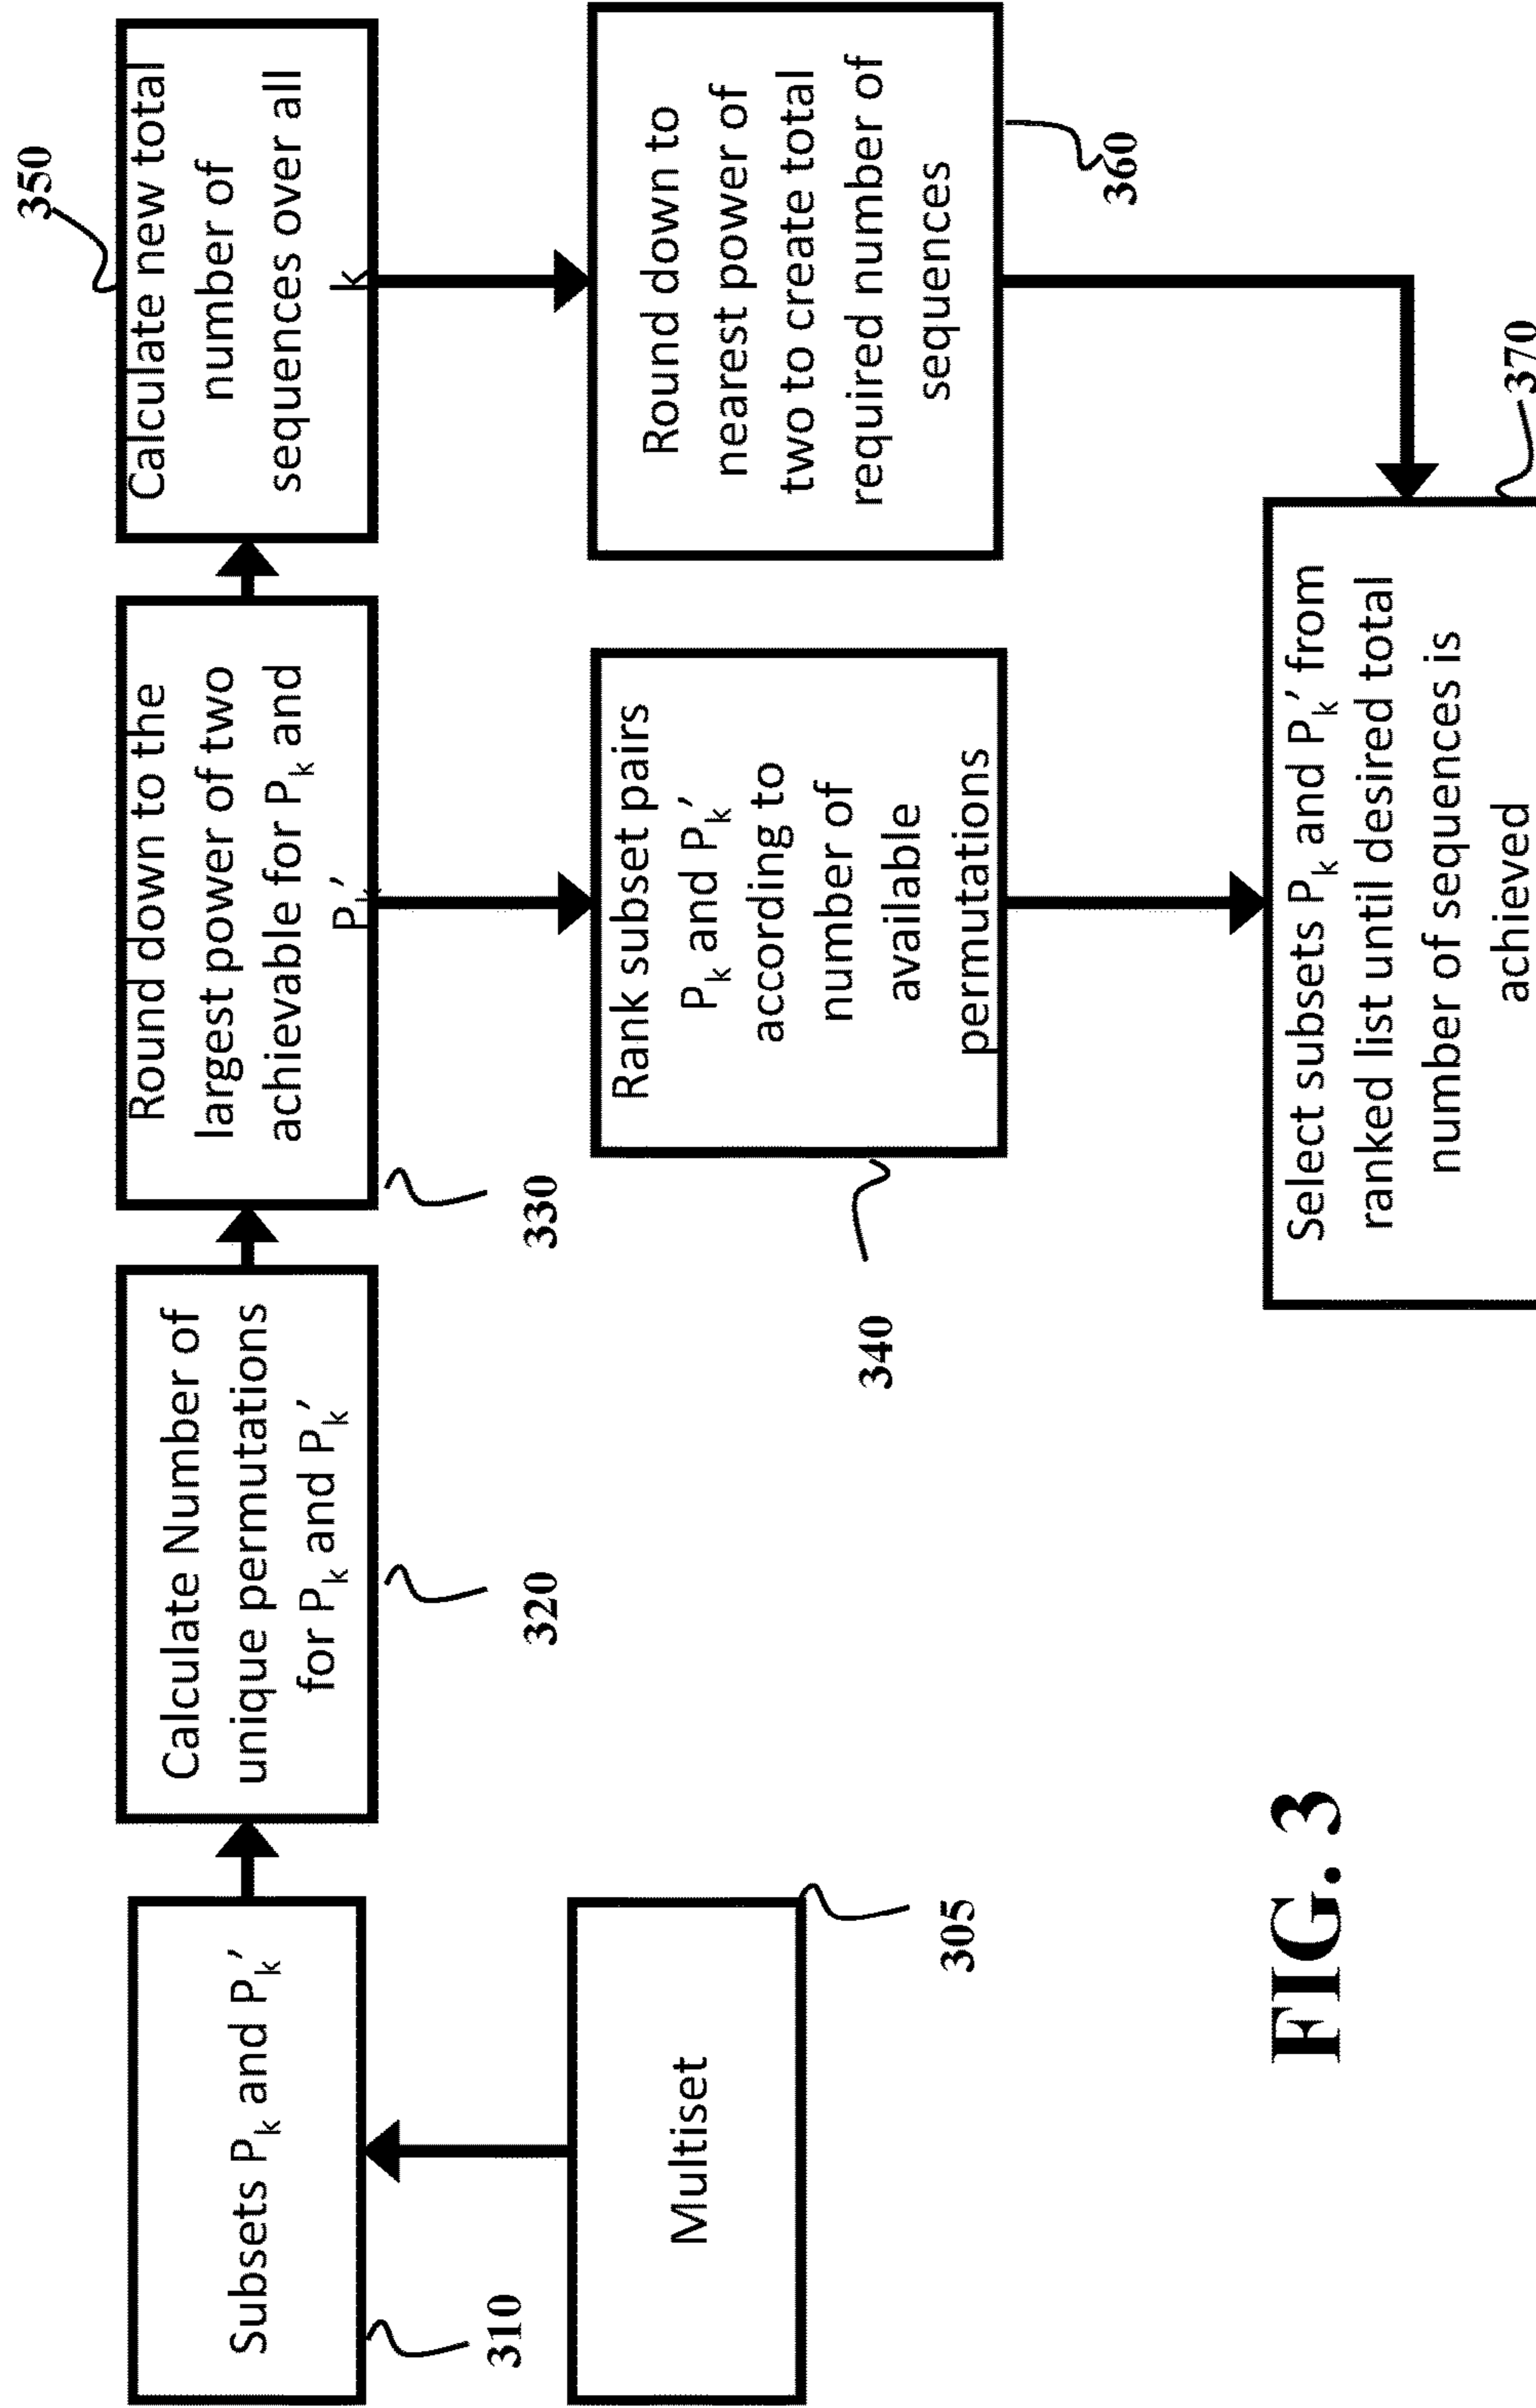 Subsets Pk and Pk’
310
Multiset
305
Calculate Number of
unique permutations
for Pk and Pk’
320
Round down to the
largest power of two
achievable for Pk and
Pk’
330
Rank subset pairs
Pk and Pk’
according to
number of
available
permutations
340
Calculate new total
number of
sequences over all
k
350
Round down to
nearest power of
two to create total
required number of
sequences
360
Select subsets Pk and Pk’ from
ranked list until desired total
number of sequences is
achieved
370
FIG. 3